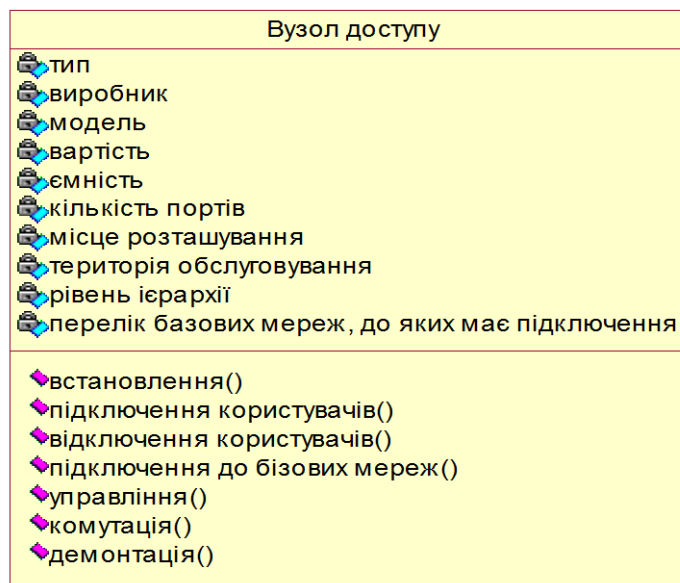 Вузол доступу
тип
виробник
модель
вартість
ємність
кількість портів
місце розташування
територія обслуговування
рівень ієрархії
перелік базових мереж, до яких має підключення
встановлення()
підключення користувачів()
відключення користувачів()
підключення до бізових мереж()
управління()
комутація()
демонтація()